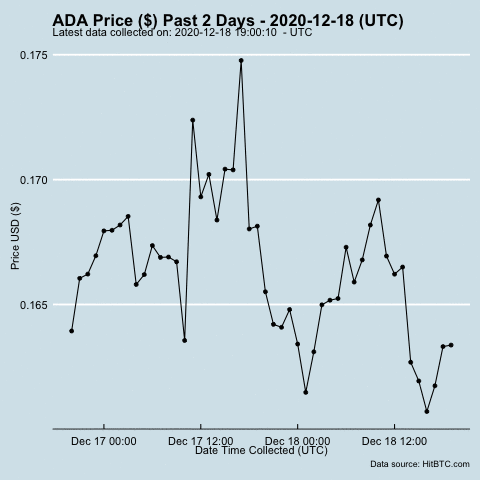 ADA Price ($) Past 2 Days - 2020-12-18 (UTC)
Latest data collected on: 2020-12-18 19:00:10  - UTC
0.175
0.170
0.165
Price USD ($)
Dec 17 00:00
Dec 17 12:00
Dec 18 00:00
Dec 18 12:00
Date Time Collected (UTC)
Data source: HitBTC.com